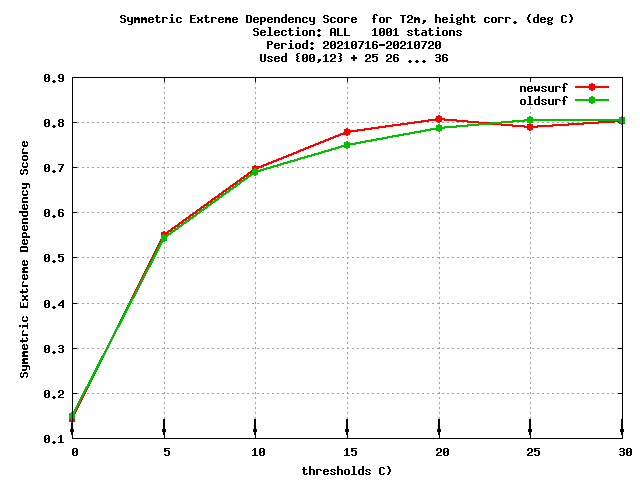 Symmetric Extreme Dependency Score  for T2m, height corr. (deg C)
Selection: ALL   1001 stations
Period: 20210716-20210720
Used {00,12} + 25 26 ... 36
newsurf
oldsurf
0.9
0.8
0.7
0.6
0.5
0.4
0.3
0.2
0.1
Symmetric Extreme Dependency Score
0 5 10 15 20 25 30
thresholds C)